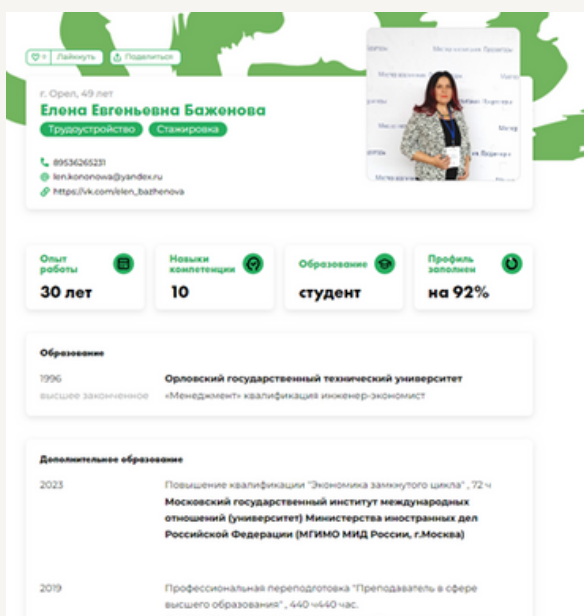 Лайкнуть
Поделиться
г. Орел, 49 лет
Елена Евгеньевна Баженова
Трудоустройство
Стажировка
89536265231
len.kononowa@yandex.ru
https://vk.com/elen_bazhenova
Опыт работы
30 лет
Навыки компетенции
10
Образование
студент
Профиль заполнен
на 92%
Образование
1996
высшее законченное
Орловский государственный технический университет
«Менеджмент» квалификация инженер-экономист
Дополнительное образование
2023
Повышение квалификации "Экономика замкнутого цикла" , 72 ч
Московский государственный институт международных
отношений (университет) Министерства иностранных дел
Российской Федерации (МГИМО МИД России, г.Москва)
2019
Профессиональная переподготовка "Преподаватель в сфере
высшего образования" , 440 ч440 час.